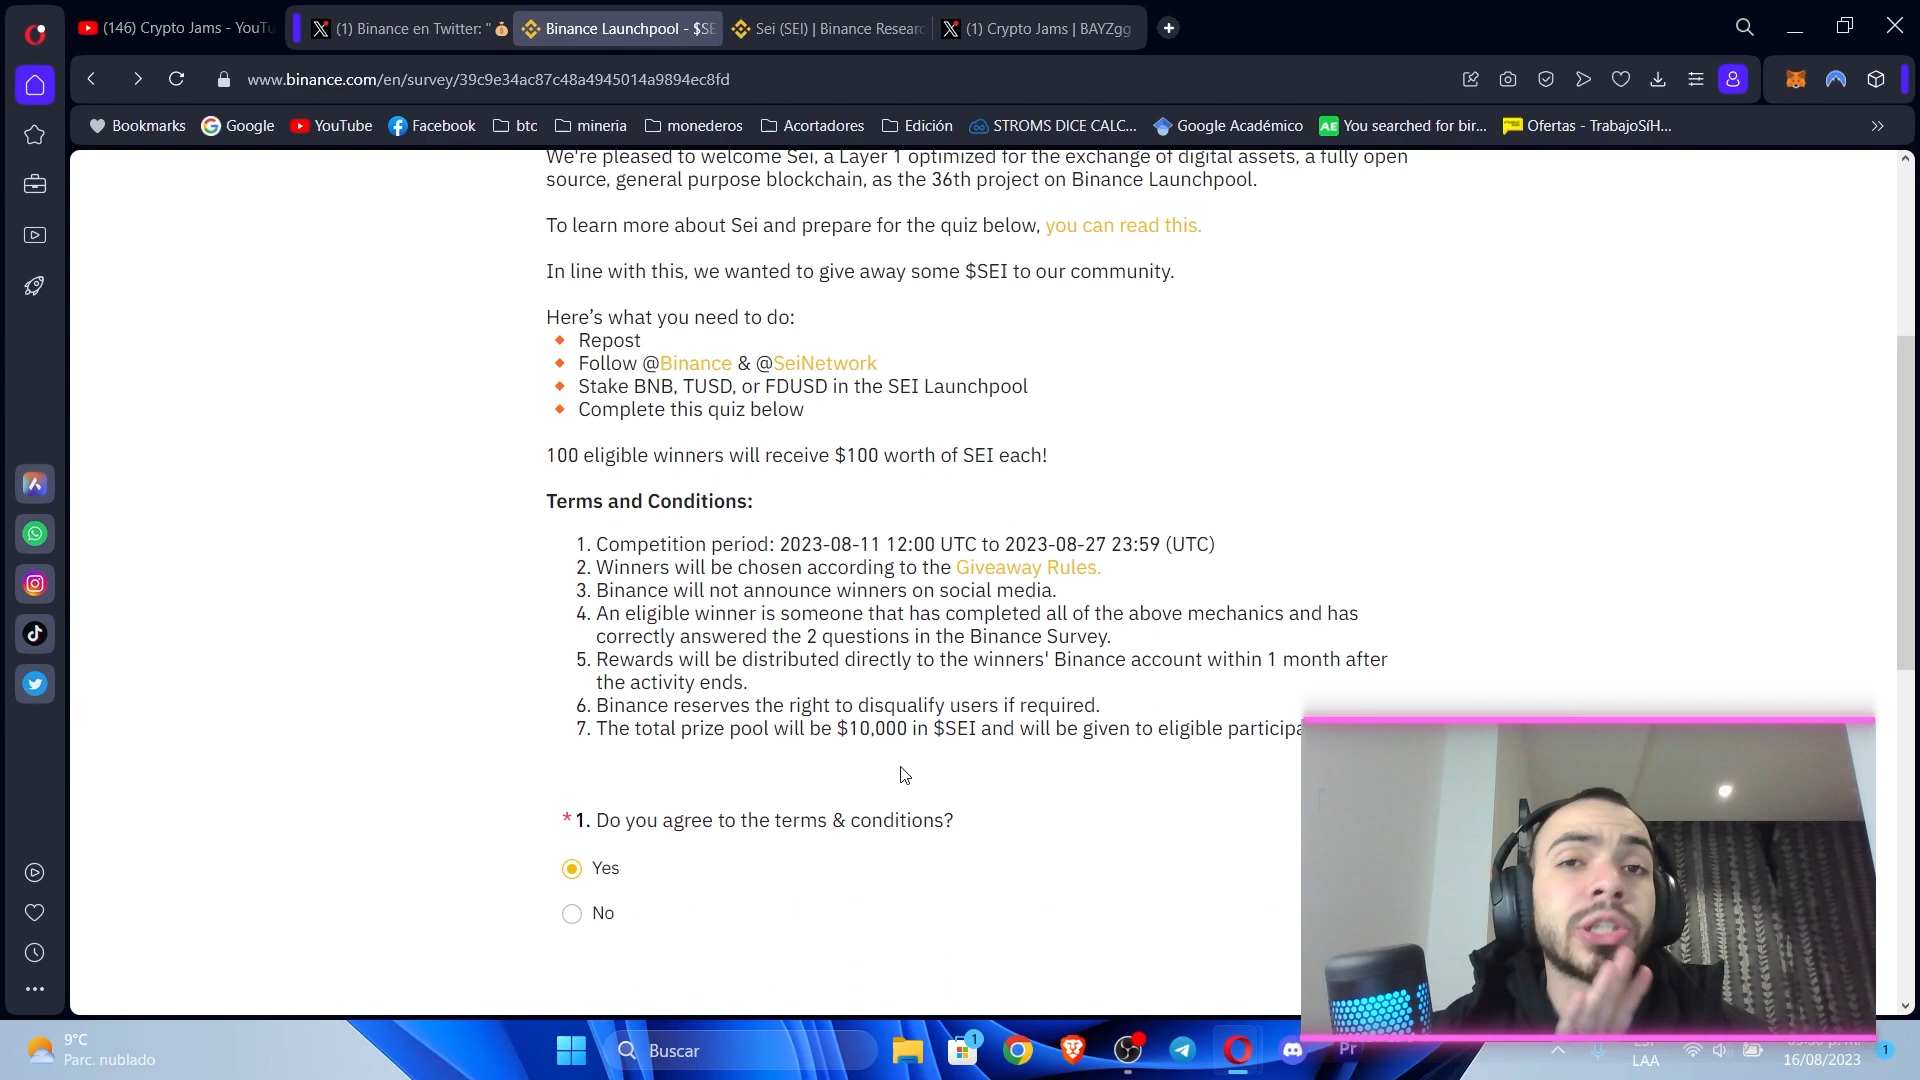 (146) Crypto Jams - YouTu
(1) Binance en Twitter: "
Binance Launchpool - $SE
Sei (SEI) | Binance Researc
(1) Crypto Jams | BAYZgg
www.binance.com/en/survey/39c9e34ac87c48a4945014a9894ec8fd
Bookmarks
Google
YouTube
Facebook
btc
mineria
monederos
Acortadores
Edición
STROMS DICE CALC...
Google Académico
AE
You searched for bir...
Ofertas - TrabajoSíH...
We're pleased to welcome Sei, a Layer 1 optimized for the exchange of digital assets, a fully open
source, general purpose blockchain, as the 36th project on Binance Launchpool.
To learn more about Sei and prepare for the quiz below, you can read this.
In line with this, we wanted to give away some $SEI to our community.
Here’s what you need to do:
Repost
Follow @Binance & @SeiNetwork
Stake BNB, TUSD, or FDUSD in the SEI Launchpool
Complete this quiz below
100 eligible winners will receive $100 worth of SEI each!
Terms and Conditions:
1. Competition period: 2023-08-11 12:00 UTC to 2023-08-27 23:59 (UTC)
2. Winners will be chosen according to the Giveaway Rules.
3. Binance will not announce winners on social media.
4. An eligible winner is someone that has completed all of the above mechanics and has
correctly answered the 2 questions in the Binance Survey.
5. Rewards will be distributed directly to the winners' Binance account within 1 month after
the activity ends.
6. Binance reserves the right to disqualify users if required.
7. The total prize pool will be $10,000 in $SEI and will be given to eligible participa
* 1. Do you agree to the terms & conditions?
Yes
No
9°C
Parc. nublado
Buscar
1
Pr
LAA
16/08/2023
1